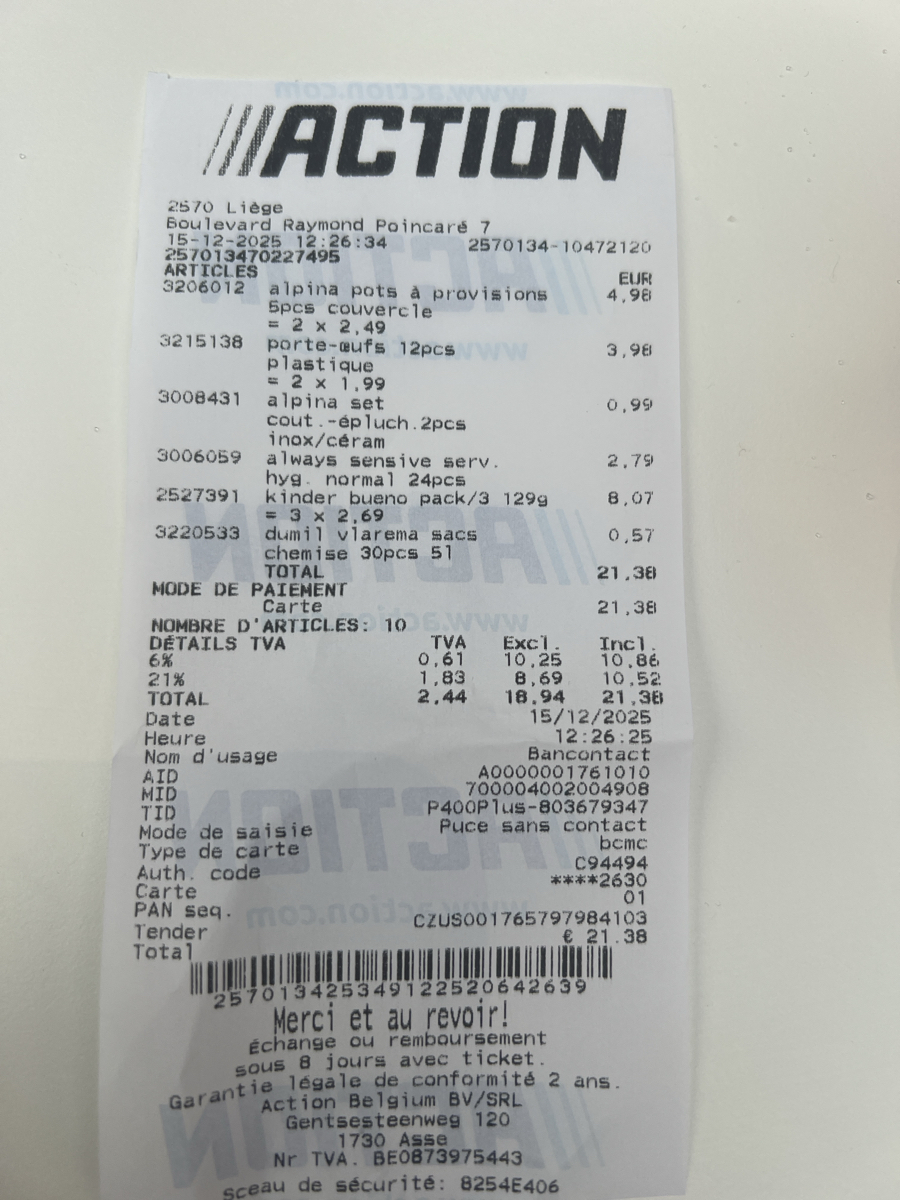 www.action.com
///ACTION
2570 Liège
Boulevard Raymond Poincaré 7
15-12-2025 12:26:34 2570134-10472120
257013470227495
ARTICLES EUR
3206012 alpina pots à provisions 4,98
5pcs couvercle
= 2 x 2,49
3215138 porte-œufs 12pcs 3,98
plastique
= 2 x 1,99
3008431 alpina set 0,99
cout.-épluch.2pcs
inox/céram
3006059 always sensive serv. 2,79
hyg. normal 24pcs
2527391 kinder bueno pack/3 129g 8,07
= 3 x 2,69
3220533 dumil vlarema sacs 0,57
chemise 30pcs 5l
TOTAL 21,38
MODE DE PAIEMENT
Carte 21,38
NOMBRE D'ARTICLES: 10
DÉTAILS TVA TVA Excl. Incl.
6% 0,61 10,25 10,86
21% 1,83 8,69 10,52
TOTAL 2,44 18,94 21,38
Date 15/12/2025
Heure 12:26:25
Nom d'usage Bancontact
AID A0000001761010
MID 700004002004908
TID P400Plus-803679347
Mode de saisie Puce sans contact
Type de carte bcmc
Auth. code C94494
Carte ****2630
PAN seq. 01
Tender CZUS001765797984103
Total € 21.38
257013425349122520642639
Merci et au revoir!
Échange ou remboursement
sous 8 jours avec ticket.
Garantie légale de conformité 2 ans.
Action Belgium BV/SRL
Gentsesteenweg 120
1730 Asse
Nr TVA. BE0873975443
Sceau de sécurité: 8254E406